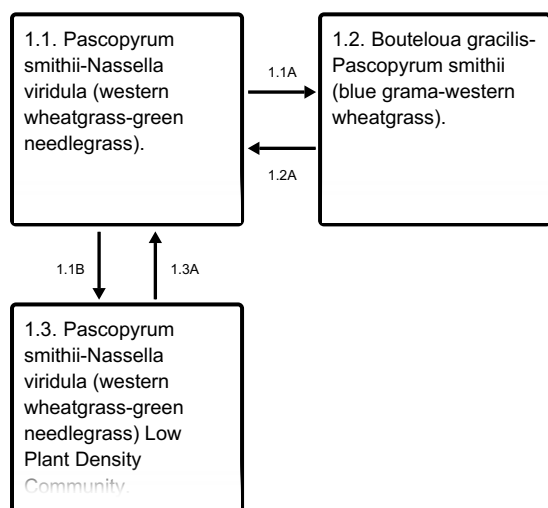 1.1. Pascopyrum
smithii-Nassella
viridula (western
wheatgrass-green
needlegrass).
1.1A
1.2A
1.2. Bouteloua gracilis-
Pascopyrum smithii
(blue grama-western
wheatgrass).
1.1B
1.3A
1.3. Pascopyrum
smithii-Nassella
viridula (western
wheatgrass-green
needlegrass) Low
Plant Density
Community.